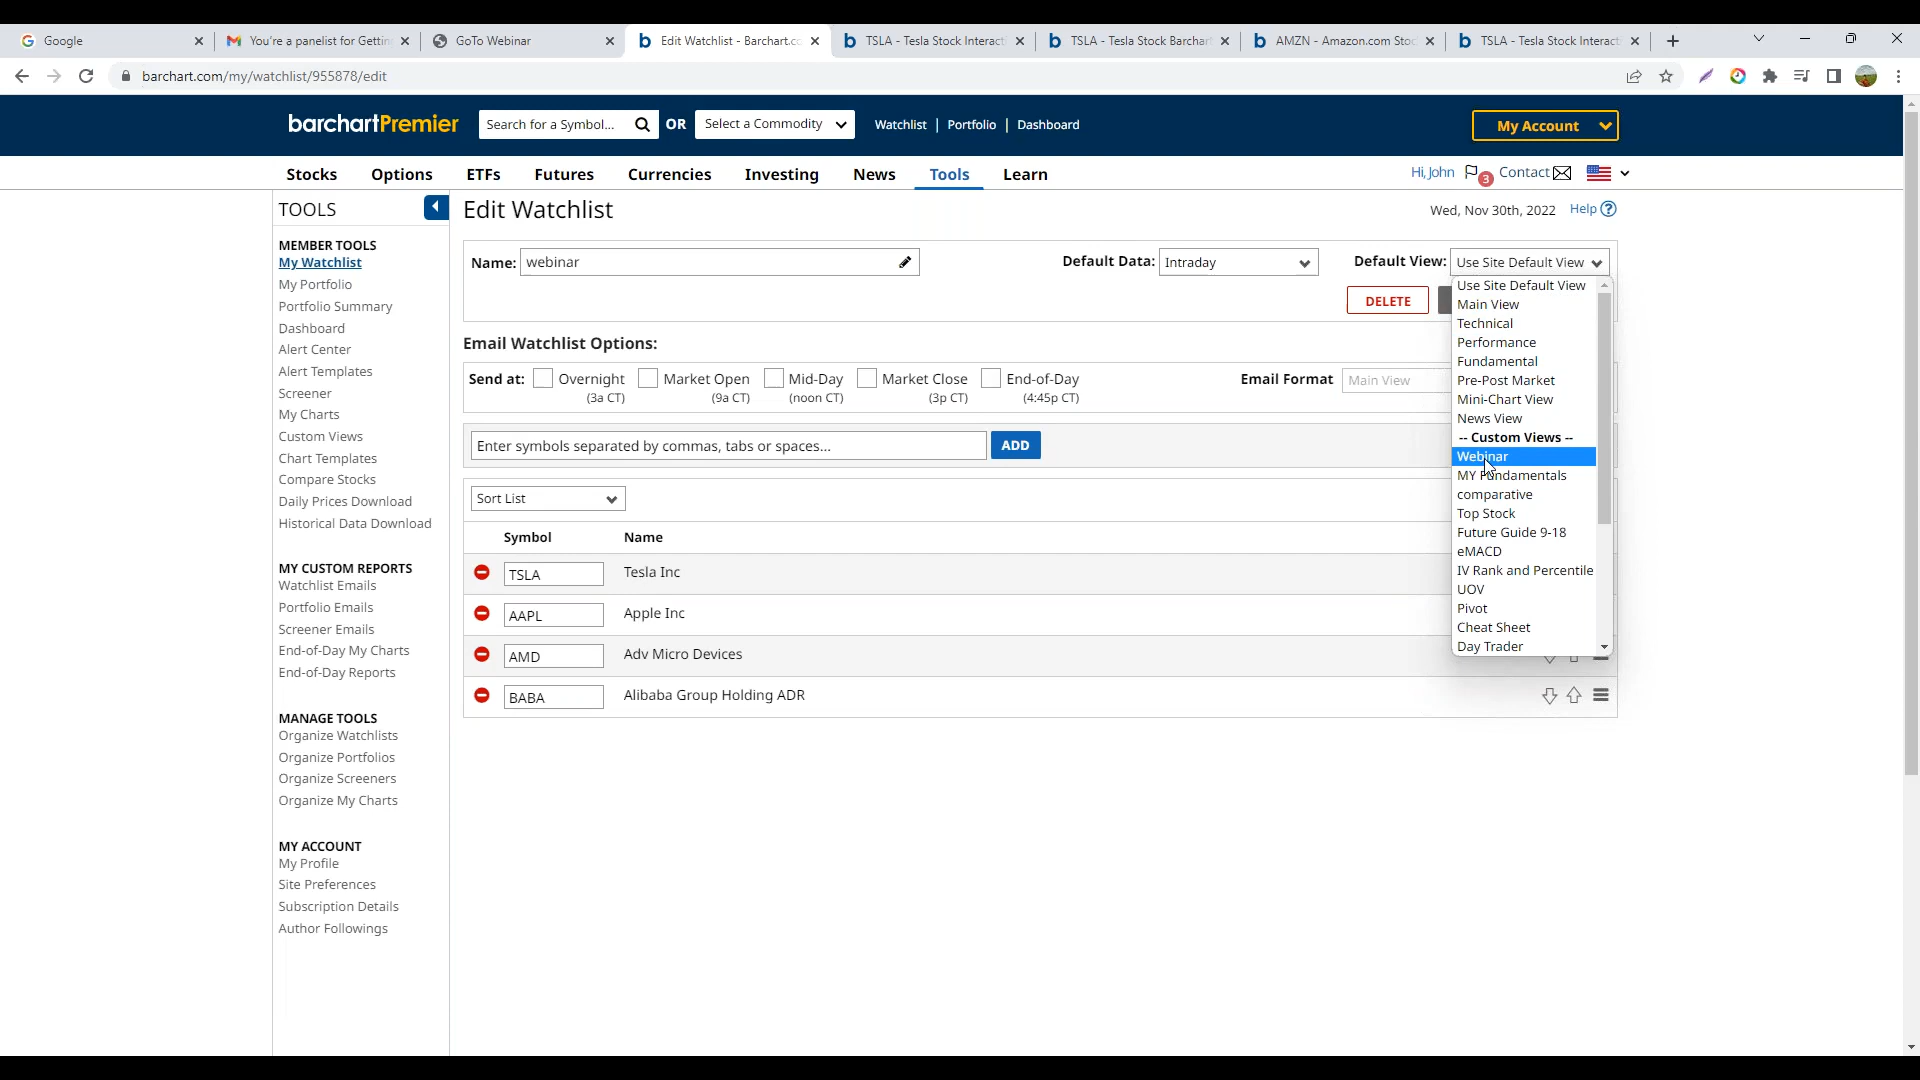 Google
You're a panelist for Gettin
GoTo Webinar
Edit Watchlist - Barchart.co
TSLA - Tesla Stock Interact
TSLA - Tesla Stock Barchar
AMZN - Amazon.com Stoc
TSLA - Tesla Stock Interact
barchart.com/my/watchlist/955878/edit
barchartPremier
Search for a Symbol...
OR
Select a Commodity
Watchlist | Portfolio | Dashboard
My Account
Stocks Options ETFs Futures Currencies Investing News Tools Learn
Hi, John 3 Contact
TOOLS
Edit Watchlist
Wed, Nov 30th, 2022 Help ?
MEMBER TOOLS
My Watchlist
My Portfolio
Portfolio Summary
Dashboard
Alert Center
Alert Templates
Screener
My Charts
Custom Views
Chart Templates
Compare Stocks
Daily Prices Download
Historical Data Download
MY CUSTOM REPORTS
Watchlist Emails
Portfolio Emails
Screener Emails
End-of-Day My Charts
End-of-Day Reports
MANAGE TOOLS
Organize Watchlists
Organize Portfolios
Organize Screeners
Organize My Charts
MY ACCOUNT
My Profile
Site Preferences
Subscription Details
Author Followings
Name: webinar
Default Data: Intraday
Default View: Use Site Default View
DELETE
Use Site Default View
Main View
Technical
Performance
Fundamental
Pre-Post Market
Mini-Chart View
News View
-- Custom Views --
Webinar
MY Fundamentals
comparative
Top Stock
Future Guide 9-18
eMACD
IV Rank and Percentile
UOV
Pivot
Cheat Sheet
Day Trader
Email Watchlist Options:
Send at: Overnight Market Open Mid-Day Market Close End-of-Day
(3a CT) (9a CT) (noon CT) (3p CT) (4:45p CT)
Email Format Main View
Enter symbols separated by commas, tabs or spaces...
ADD
Sort List
Symbol Name
TSLA Tesla Inc
AAPL Apple Inc
AMD Adv Micro Devices
BABA Alibaba Group Holding ADR